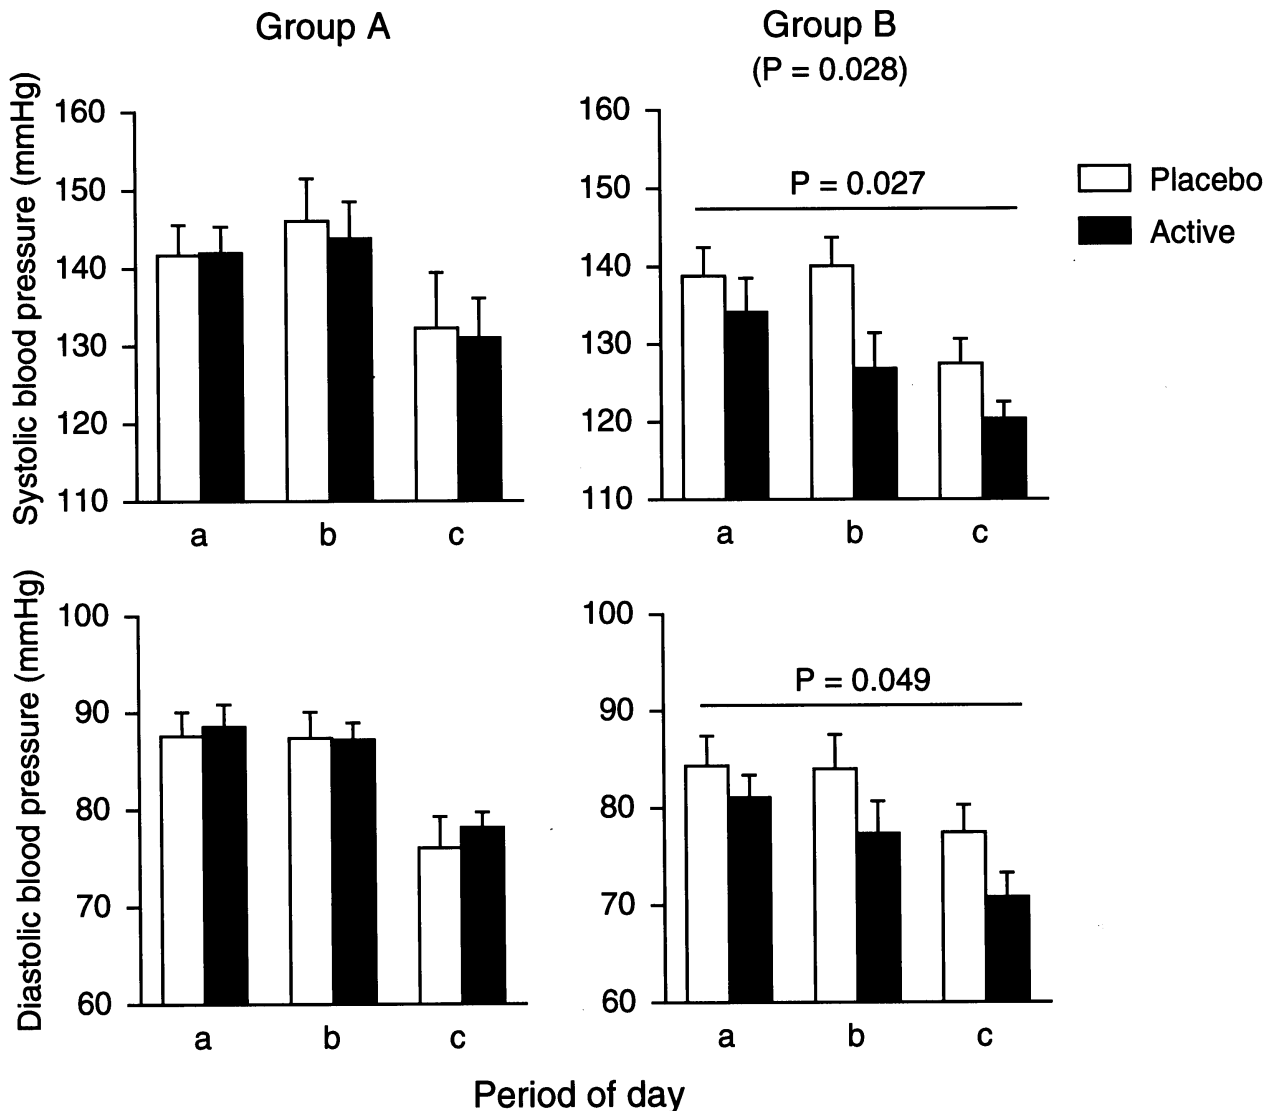 Group A
Group B
(P = 0.028)
Systolic blood pressure (mmHg)
160
150
140
130
120
110
a b c
160
150
140
130
120
110
P = 0.027
a b c
Placebo
Active
Diastolic blood pressure (mmHg)
100
90
80
70
60
a b c
100
90
80
70
60
P = 0.049
a b c
Period of day